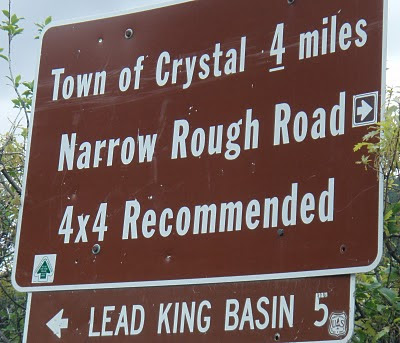 Town of Crystal 4 miles
Narrow Rough Road
4x4 Recommended
LEAD KING BASIN 5